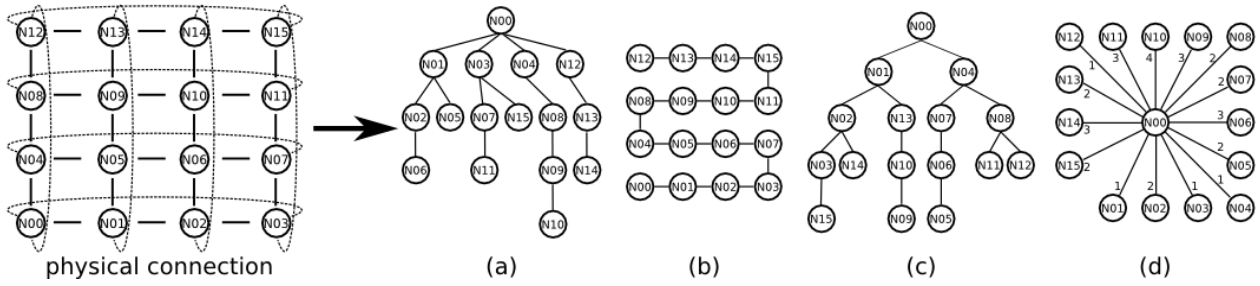 N12 N13 N14 N15
N08 N09 N10 N11
N04 N05 N06 N07
N00 N01 N02 N03
physical connection
N00
N01 N03 N04 N12
N02 N05 N07 N15 N08 N13
N06 N11 N09 N14
N10
(a)
N12 N13 N14 N15
N08 N09 N10 N11
N04 N05 N06 N07
N00 N01 N02 N03
(b)
N00
N01 N04
N02 N13 N07 N08
N03 N14 N10 N06 N11 N12
N15 N09 N05
(c)
N12 N11 N10 N09 N08
1 3 4 3 2
N13 2 2 N07
N14 3 N00 3 N06
N15 2 2 N05
1 2 1 1
N01 N02 N03 N04
(d)